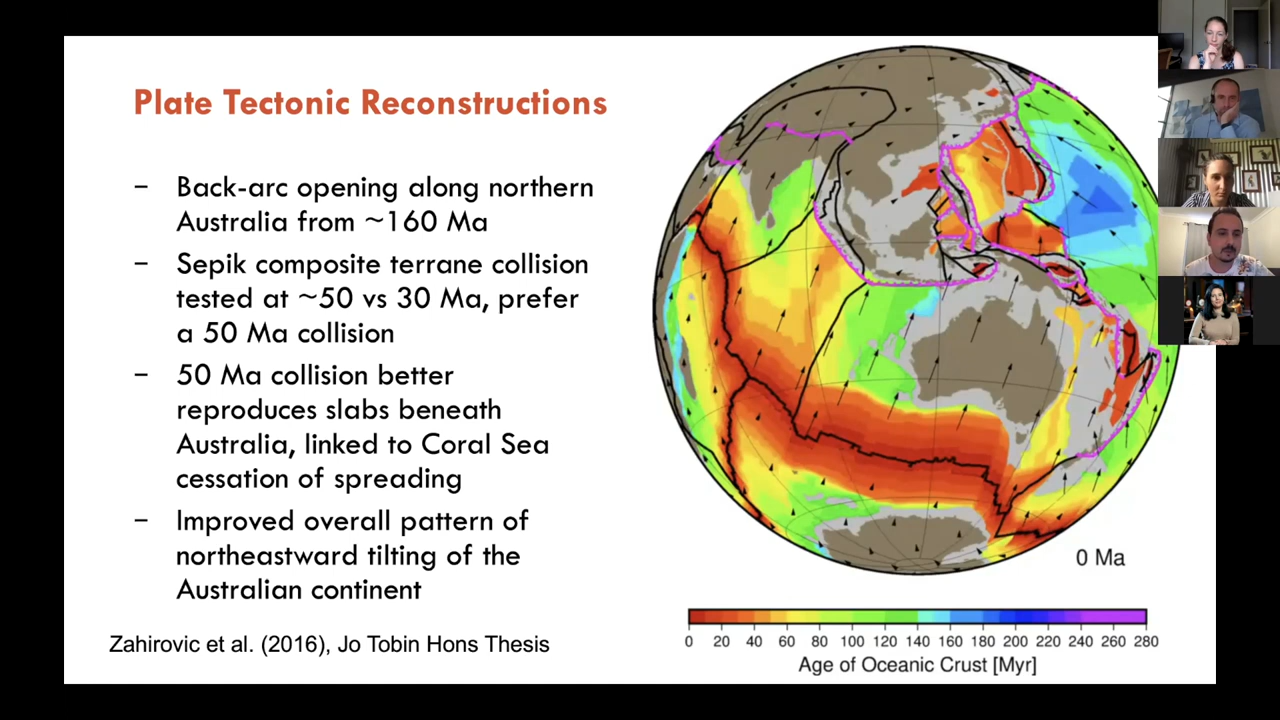 Plate Tectonic Reconstructions
− Back-arc opening along northern
Australia from ~160 Ma
− Sepik composite terrane collision
tested at ~50 vs 30 Ma, prefer
a 50 Ma collision
− 50 Ma collision better
reproduces slabs beneath
Australia, linked to Coral Sea
cessation of spreading
− Improved overall pattern of
northeastward tilting of the
Australian continent
Zahirovic et al. (2016), Jo Tobin Hons Thesis
0 Ma
0 20 40 60 80 100 120 140 160 180 200 220 240 260 280
Age of Oceanic Crust [Myr]